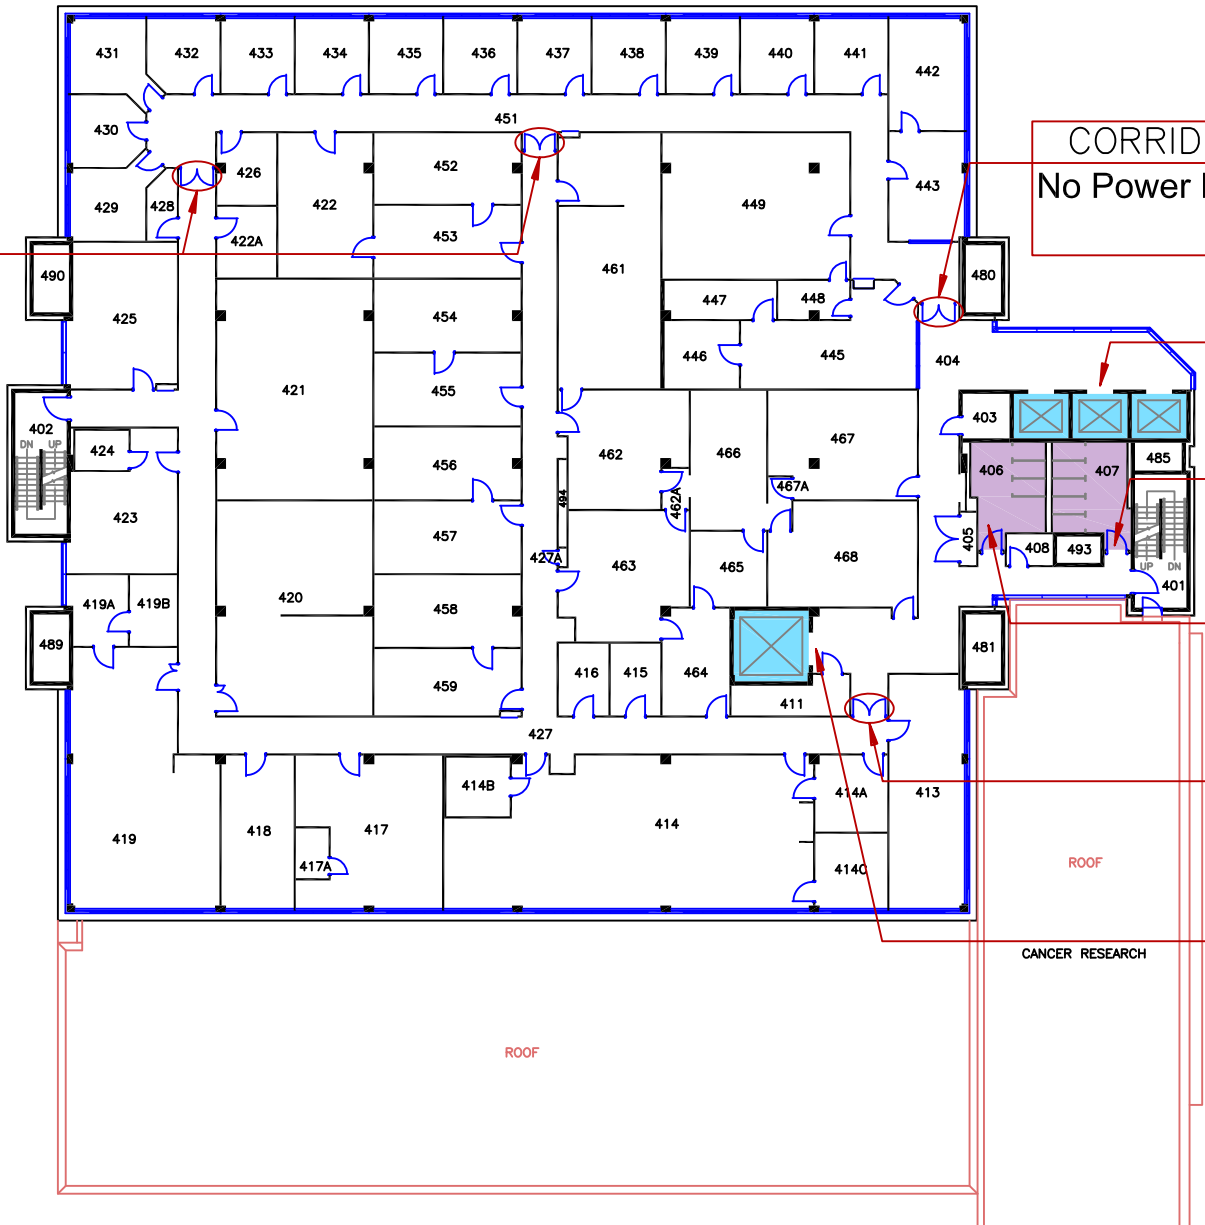 431 432 433 434 435 436 437 438 439 440 441
442
430
451
CORRID
No Power
426 452
428 429 422 453 449 443
422A
490 461 480
425 454 447 448
446 445 404
421 455
402 403
DN UP
424 462 466 467
456 406 407 485
494 462A 467A
423 457 427A 463 465 468 405 408 493
UP DN
401
419A 419B 420 458
489 416 415 464 481
459 411
427
414B 414A 413
419 418 417 414
417A 414C
ROOF
CANCER RESEARCH
ROOF